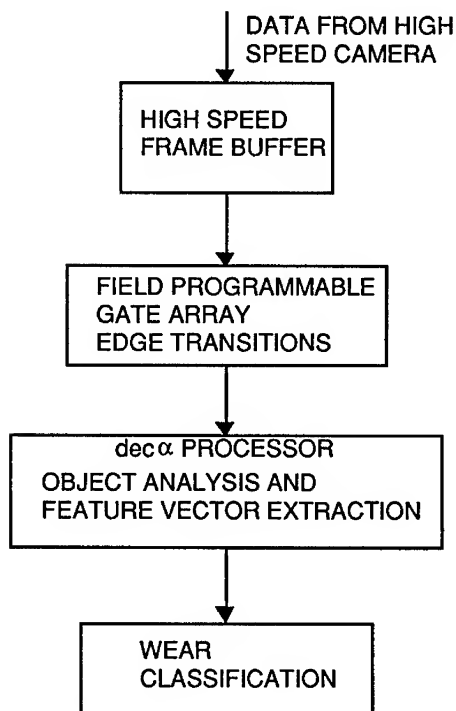 DATA FROM HIGH
SPEED CAMERA
HIGH SPEED
FRAME BUFFER
FIELD PROGRAMMABLE
GATE ARRAY
EDGE TRANSITIONS
dec α PROCESSOR
OBJECT ANALYSIS AND
FEATURE VECTOR EXTRACTION
WEAR
CLASSIFICATION